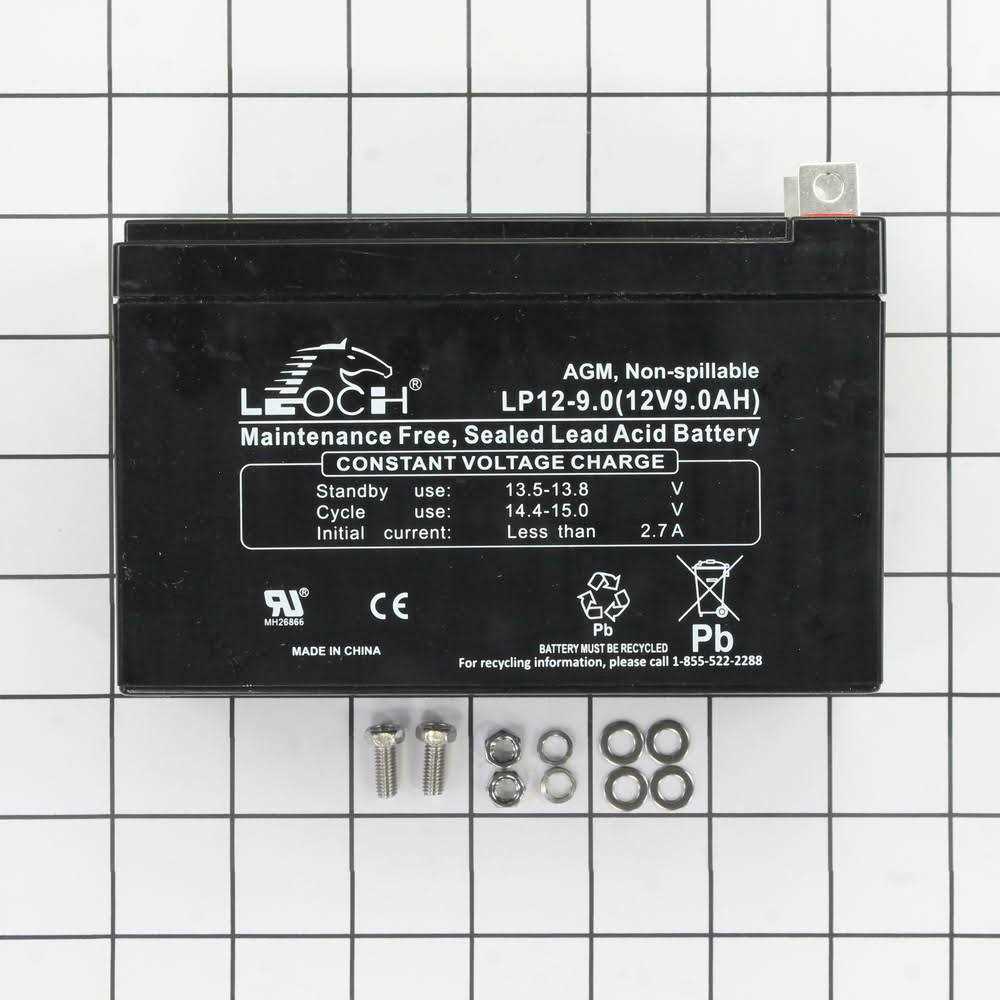 LEOCH®
AGM, Non-spillable
LP12-9.0(12V9.0AH)
Maintenance Free, Sealed Lead Acid Battery
CONSTANT VOLTAGE CHARGE
Standby use: 13.5-13.8 V
Cycle use: 14.4-15.0 V
Initial current: Less than 2.7 A
RU®
MH26866
CE
MADE IN CHINA
Pb
Pb
BATTERY MUST BE RECYCLED
For recycling information, please call 1-855-522-2288